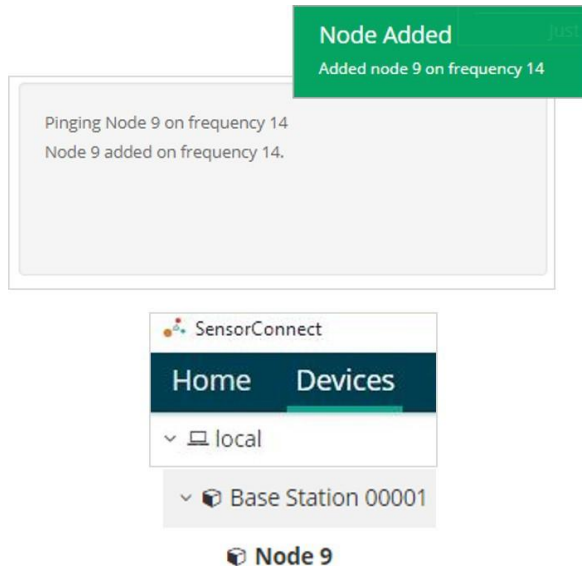 Node Added
Just
Added node 9 on frequency 14
Pinging Node 9 on frequency 14
Node 9 added on frequency 14.
SensorConnect
Home Devices
local
Base Station 00001
Node 9